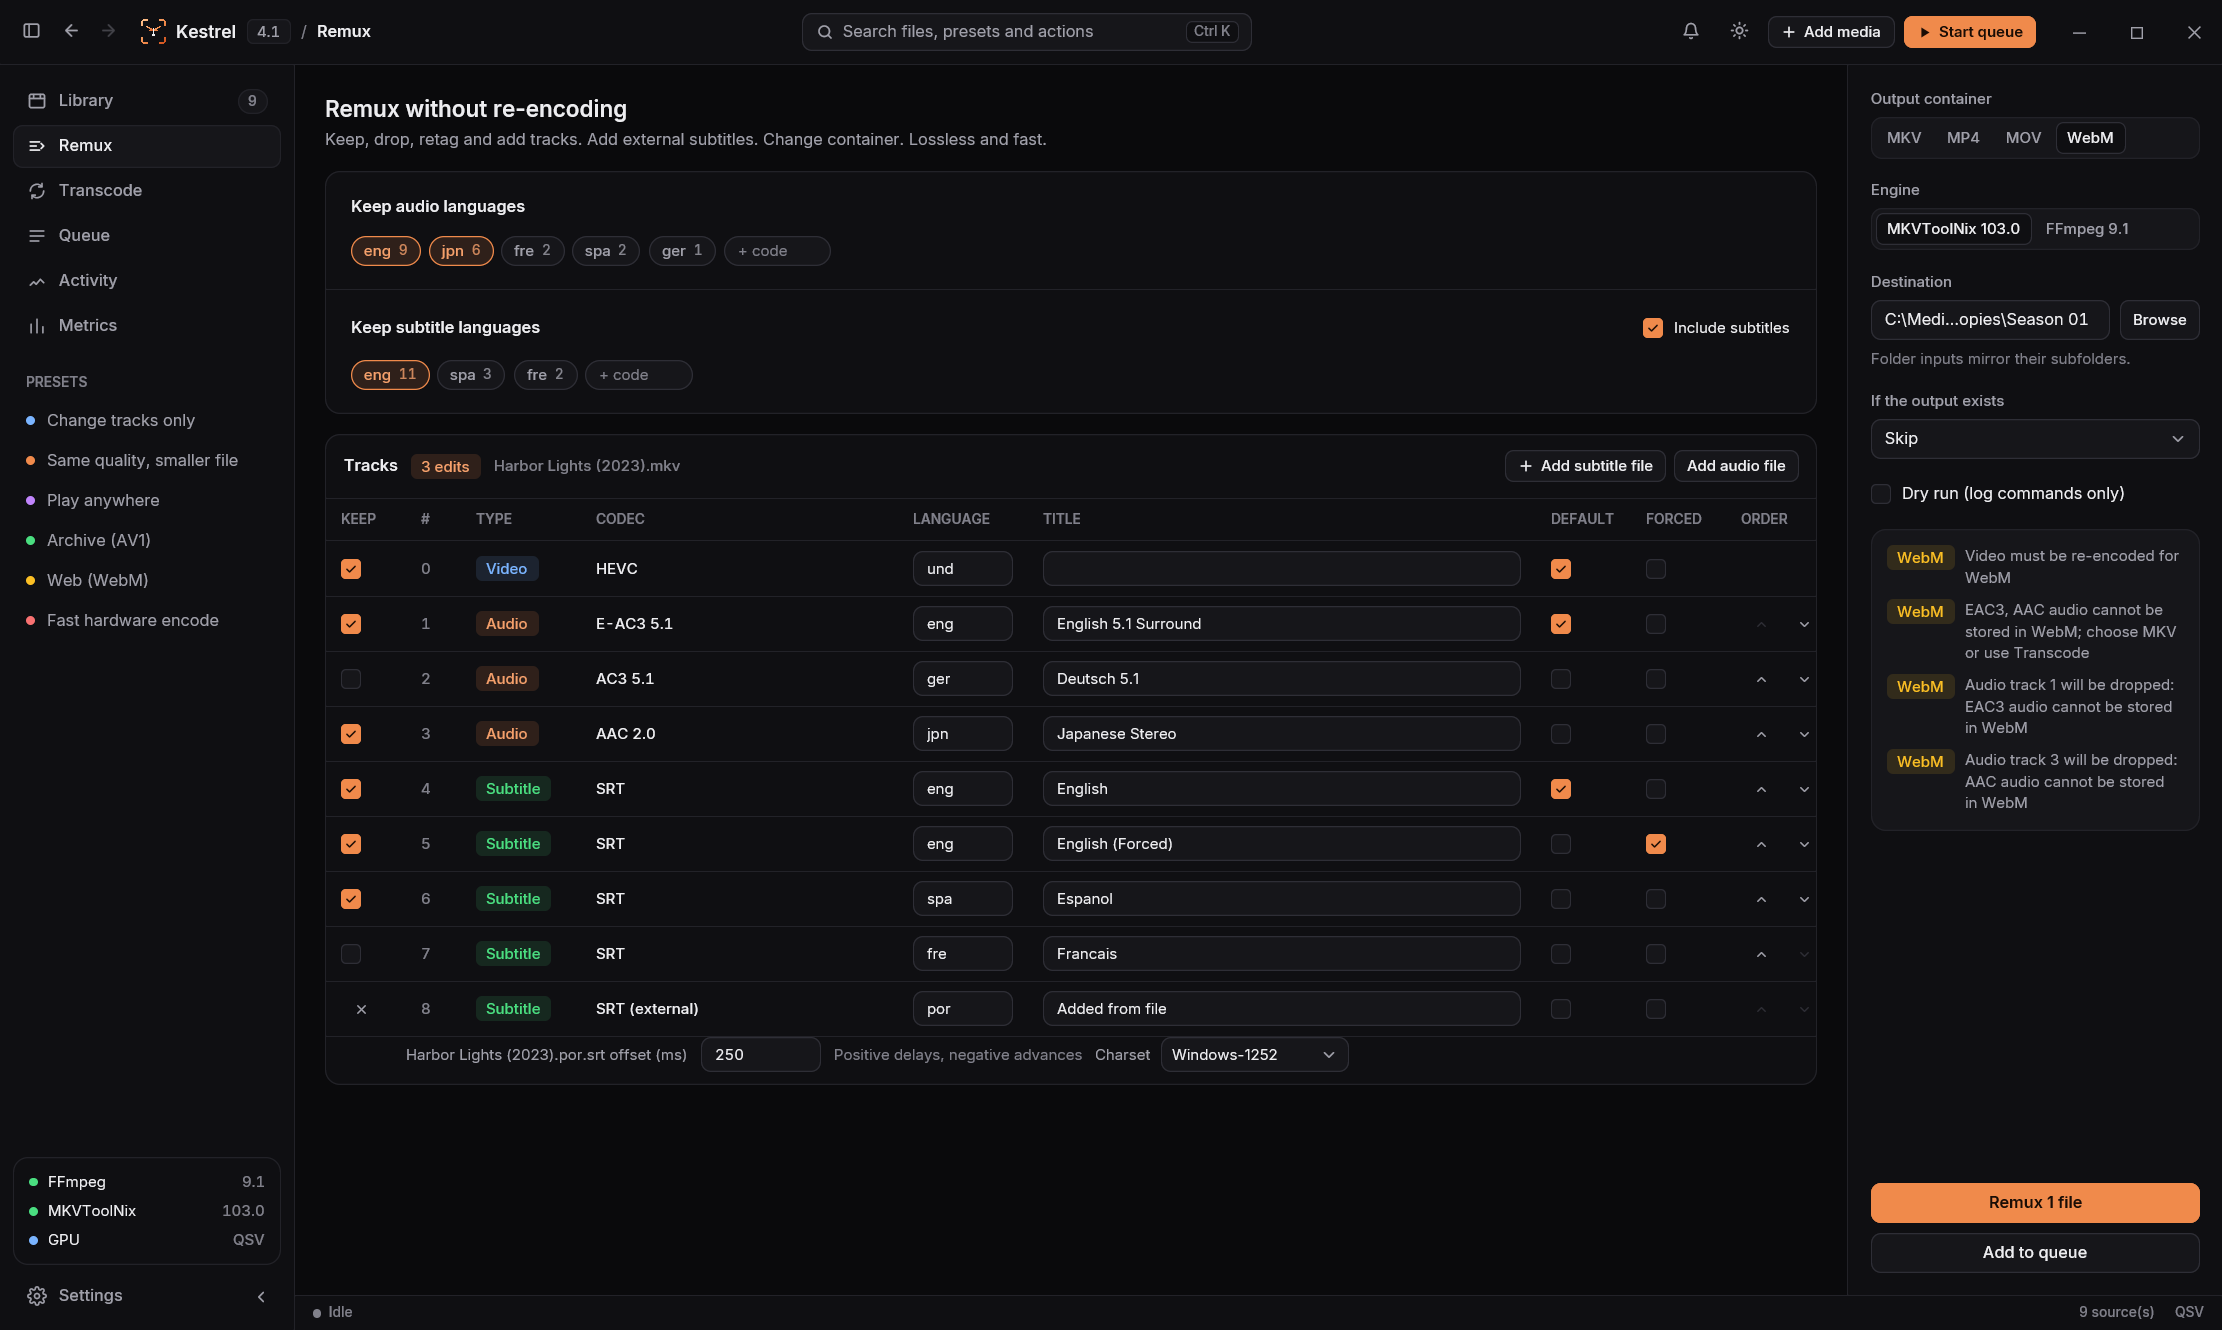 Kestrel 4.1 / Remux
Search files, presets and actions Ctrl K
Add media
Start queue
Library 9
Remux
Transcode
Queue
Activity
Metrics
PRESETS
Change tracks only
Same quality, smaller file
Play anywhere
Archive (AV1)
Web (WebM)
Fast hardware encode
FFmpeg 9.1
MKVToolNix 103.0
GPU QSV
Settings
Remux without re-encoding
Keep, drop, retag and add tracks. Add external subtitles. Change container. Lossless and fast.
Keep audio languages
eng 9 jpn 6 fre 2 spa 2 ger 1 + code
Keep subtitle languages
Include subtitles
eng 11 spa 3 fre 2 + code
Tracks 3 edits Harbor Lights (2023).mkv
Add subtitle file
Add audio file
KEEP # TYPE CODEC LANGUAGE TITLE DEFAULT FORCED ORDER
0 Video HEVC und
1 Audio E-AC3 5.1 eng English 5.1 Surround
2 Audio AC3 5.1 ger Deutsch 5.1
3 Audio AAC 2.0 jpn Japanese Stereo
4 Subtitle SRT eng English
5 Subtitle SRT eng English (Forced)
6 Subtitle SRT spa Espanol
7 Subtitle SRT fre Francais
8 Subtitle SRT (external) por Added from file
Harbor Lights (2023).por.srt offset (ms) 250 Positive delays, negative advances Charset Windows-1252
Output container
MKV MP4 MOV WebM
Engine
MKVToolNix 103.0 FFmpeg 9.1
Destination
C:\Medi...opies\Season 01 Browse
Folder inputs mirror their subfolders.
If the output exists
Skip
Dry run (log commands only)
WebM Video must be re-encoded for
WebM
WebM EAC3, AAC audio cannot be
stored in WebM; choose MKV
or use Transcode
WebM Audio track 1 will be dropped:
EAC3 audio cannot be stored
in WebM
WebM Audio track 3 will be dropped:
AAC audio cannot be stored
in WebM
Remux 1 file
Add to queue
Idle
9 source(s) QSV